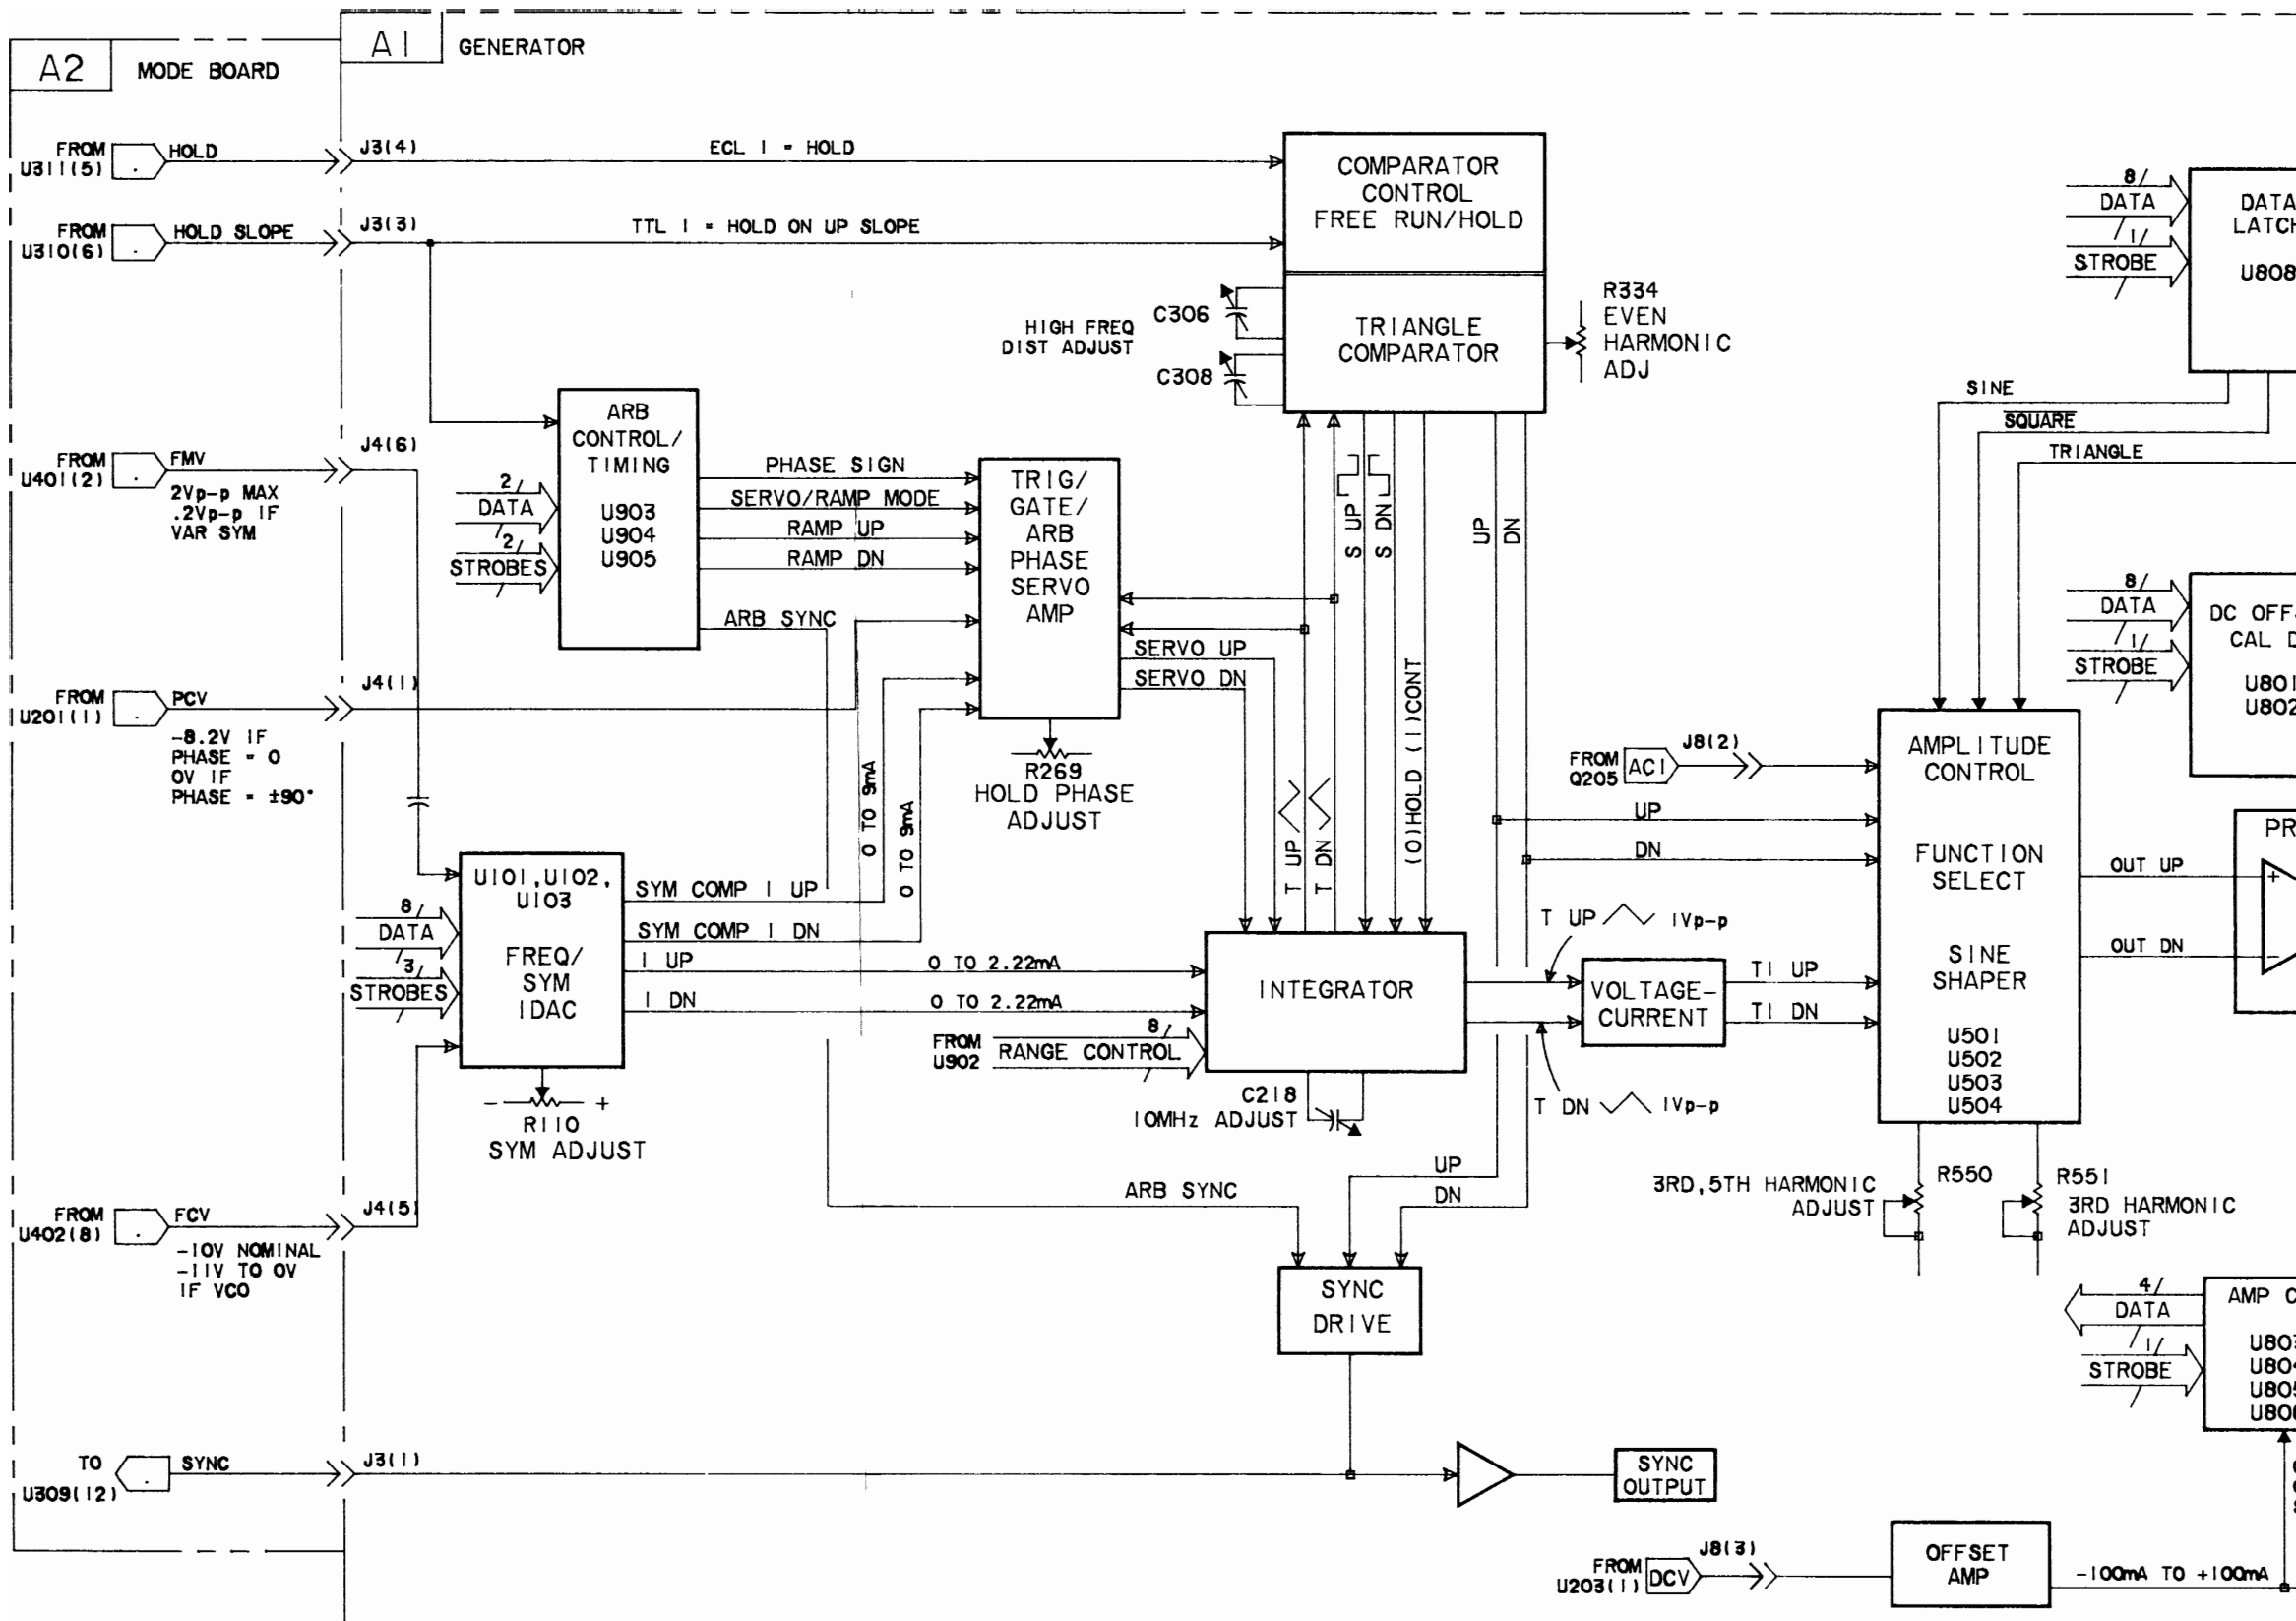 A1
GENERATOR
A2
MODE BOARD
FROM
U311(5)
HOLD
J3(4)
ECL 1 = HOLD
FROM
U310(6)
HOLD SLOPE
J3(3)
TTL 1 = HOLD ON UP SLOPE
COMPARATOR
CONTROL
FREE RUN/HOLD
TRIANGLE
COMPARATOR
HIGH FREQ
DIST ADJUST
C306
C308
R334
EVEN
HARMONIC
ADJ
8/
DATA
1/
STROBE
DATA
U808
SINE
SQUARE
TRIANGLE
ARB
CONTROL/
TIMING
U903
U904
U905
2/
DATA
2/
STROBES
PHASE SIGN
SERVO/RAMP MODE
RAMP UP
RAMP DN
ARB SYNC
TRIG/
GATE/
ARB
PHASE
SERVO
AMP
SERVO UP
SERVO DN
R269
HOLD PHASE
ADJUST
FROM
U401(2)
FMV
J4(6)
2Vp-p MAX
.2Vp-p IF
VAR SYM
FROM
U201(1)
PCV
J4(1)
-8.2V IF
PHASE = 0
0V IF
PHASE = ±90°
0 TO 9mA
0 TO 9mA
S UP
S DN
(0)HOLD (1)CONT
UP
DN
T UP
T DN
8/
DATA
1/
STROBE
DC OFF
CAL
U801
U802
FROM
Q205
AC1
J8(2)
UP
DN
AMPLITUDE
CONTROL
FUNCTION
SELECT
SINE
SHAPER
U501
U502
U503
U504
OUT UP
OUT DN
PR
+
-
U101,U102,
U103
FREQ/
SYM
IDAC
8/
DATA
3/
STROBES
SYM COMP I UP
SYM COMP I DN
I UP
I DN
0 TO 2.22mA
0 TO 2.22mA
FROM
U902
8/
RANGE CONTROL
INTEGRATOR
C218
10MHz ADJUST
T UP
1Vp-p
T DN
1Vp-p
VOLTAGE-
CURRENT
TI UP
TI DN
- +
R110
SYM ADJUST
3RD,5TH HARMONIC
ADJUST
R550
R551
3RD HARMONIC
ADJUST
FROM
U402(8)
FCV
J4(5)
-10V NOMINAL
-11V TO 0V
IF VCO
ARB SYNC
UP
DN
SYNC
DRIVE
4/
DATA
1/
STROBE
AMP C
U803
U804
U805
TO
U309(12)
SYNC
J3(1)
SYNC
OUTPUT
FROM
U203(1)
DCV
J8(3)
OFFSET
AMP
-100mA TO +100mA